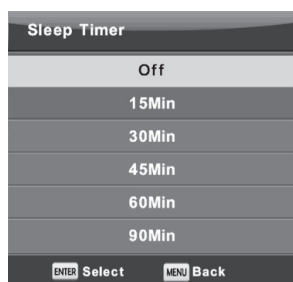 Sleep Timer
Off
15Min
30Min
45Min
60Min
90Min
ENTER Select MENU Back